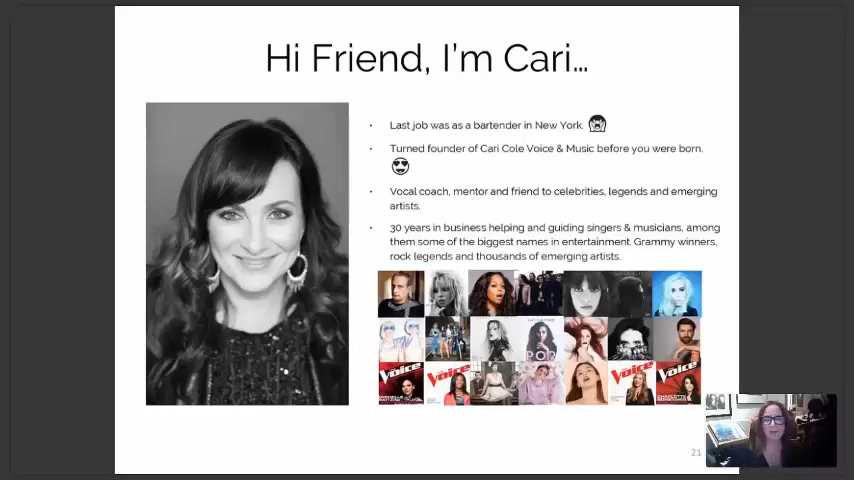 Hi Friend, I'm Cari...
• Last job was as a bartender in New York.
• Turned founder of Cari Cole Voice & Music before you were born.
• Vocal coach, mentor and friend to celebrities, legends and emerging
artists.
• 30 years in business helping and guiding singers & musicians, among
them some of the biggest names in entertainment. Grammy winners,
rock legends and thousands of emerging artists.
POP
Voice
Voice
Voice
Voice
21